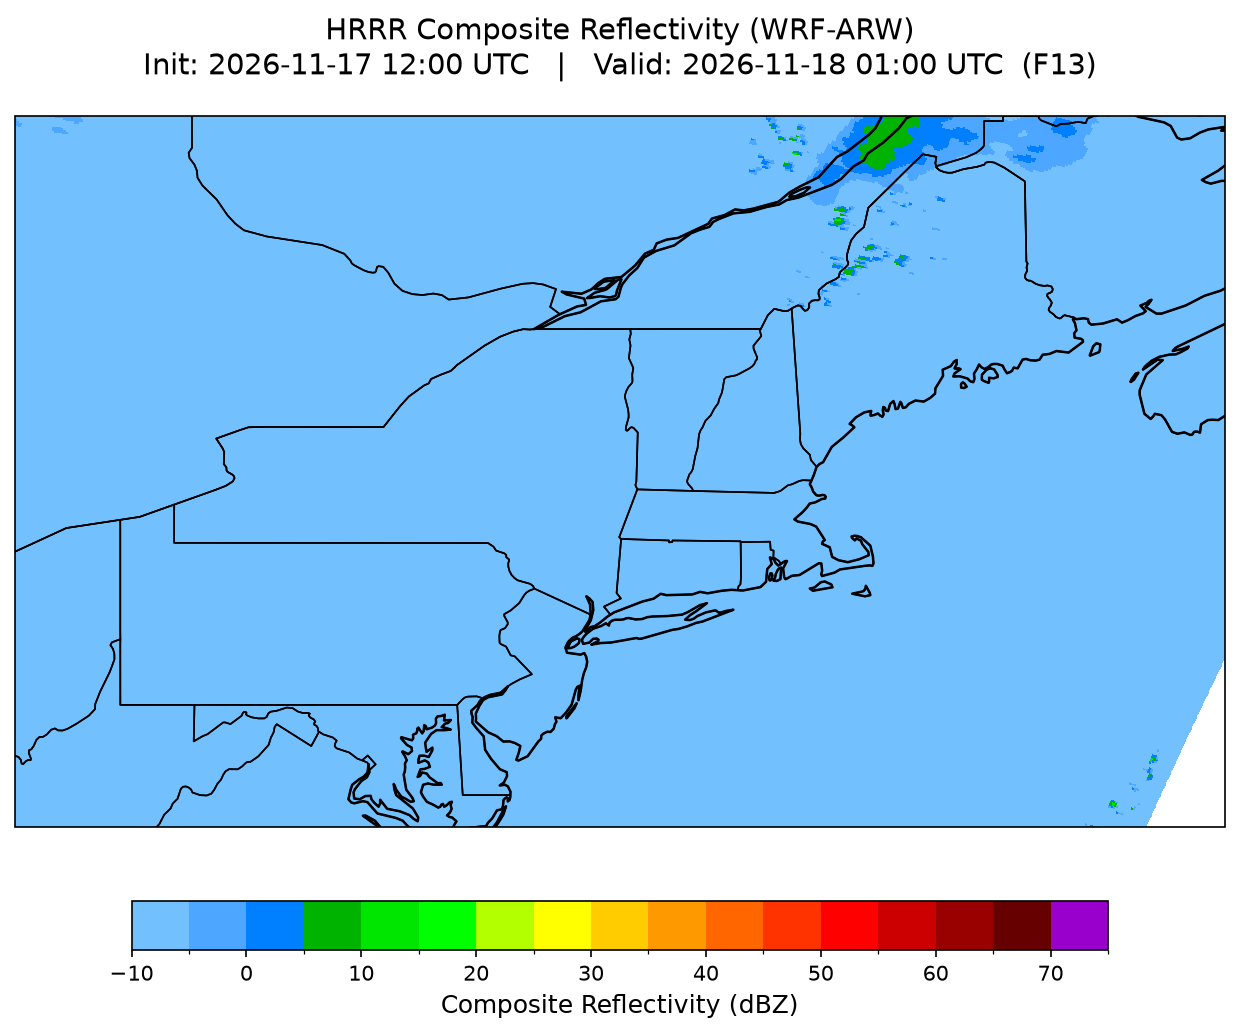 HRRR Composite Reflectivity (WRF-ARW)
Init: 2026-11-17 12:00 UTC   |   Valid: 2026-11-18 01:00 UTC  (F13)
−10 0 10 20 30 40 50 60 70
Composite Reflectivity (dBZ)